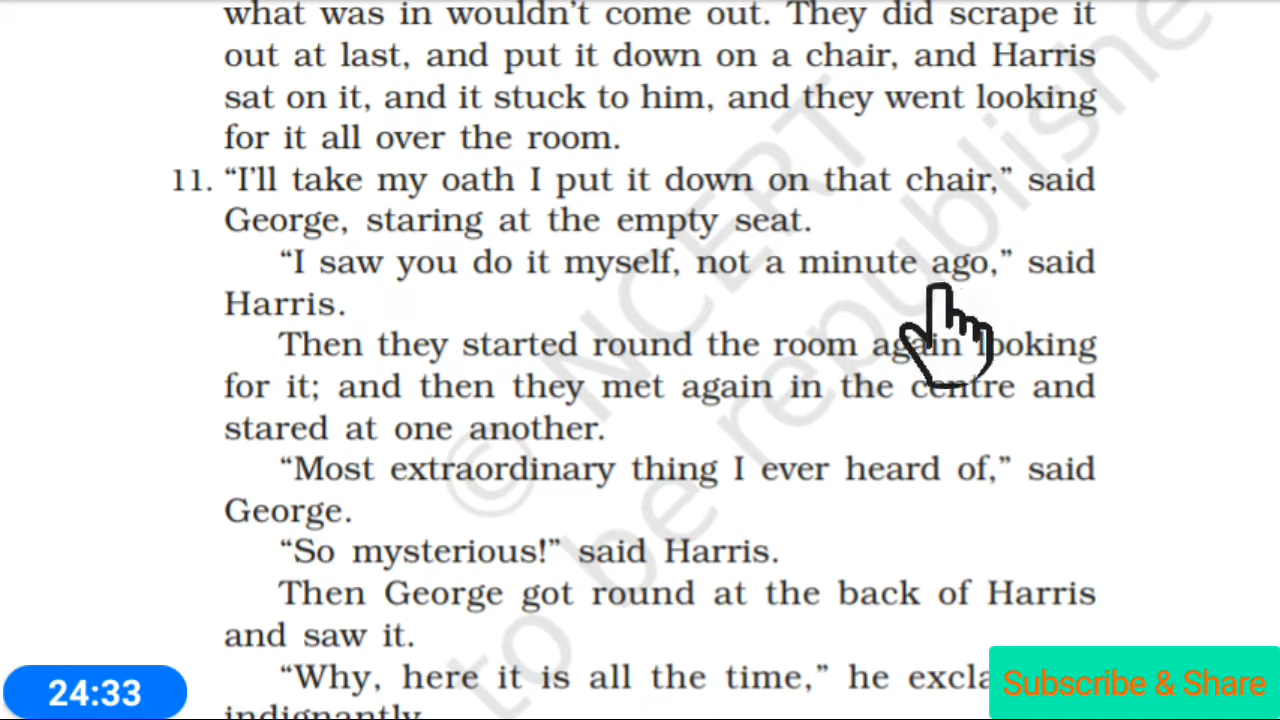 what was in wouldn't come out. They did scrape it
out at last, and put it down on a chair, and Harris
sat on it, and it stuck to him, and they went looking
for it all over the room.
11. “I'll take my oath I put it down on that chair,” said
George, staring at the empty seat.
“I saw you do it myself, not a minute ago,” said
Harris.
Then they started round the room again looking
for it; and then they met again in the centre and
stared at one another.
“Most extraordinary thing I ever heard of,” said
George.
“So mysterious!” said Harris.
Then George got round at the back of Harris
and saw it.
“Why, here it is all the time,” he excla
indignantly
24:33
Subscribe & Share
© NCERT
to be republishe